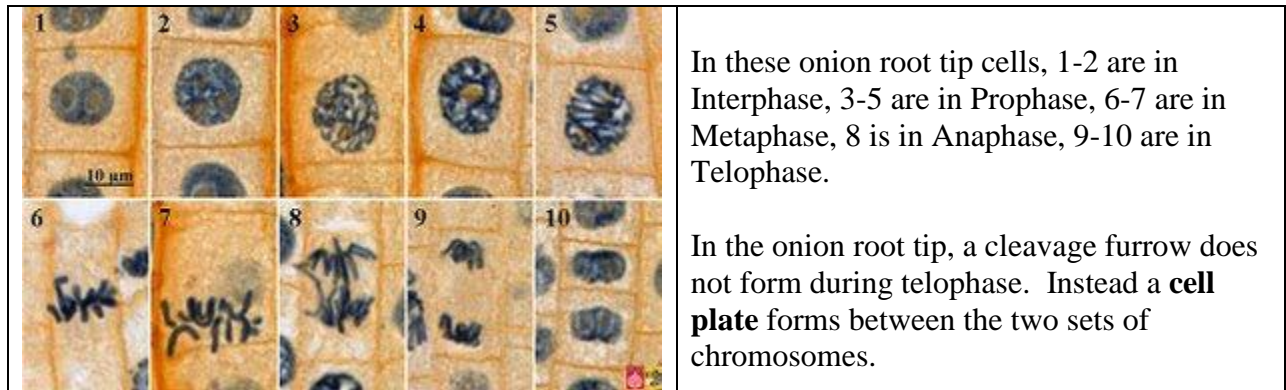 1 2 3 4 5
10 μm
6 7 8 9 10
In these onion root tip cells, 1-2 are in
Interphase, 3-5 are in Prophase, 6-7 are in
Metaphase, 8 is in Anaphase, 9-10 are in
Telophase.
In the onion root tip, a cleavage furrow does
not form during telophase. Instead a cell
plate forms between the two sets of
chromosomes.